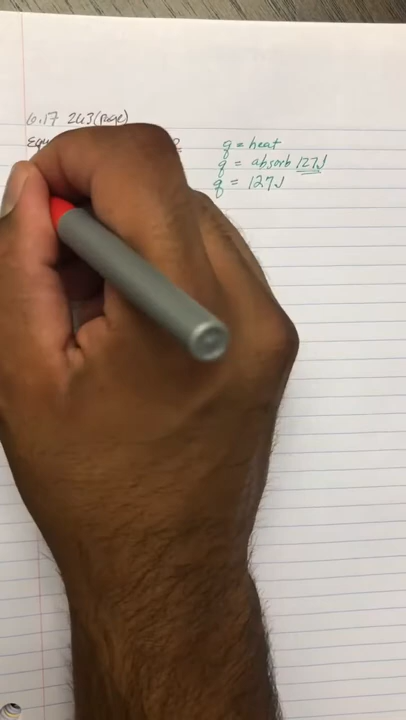 6.17 243(page)
q = heat
q = absorb 127J
q = 127J